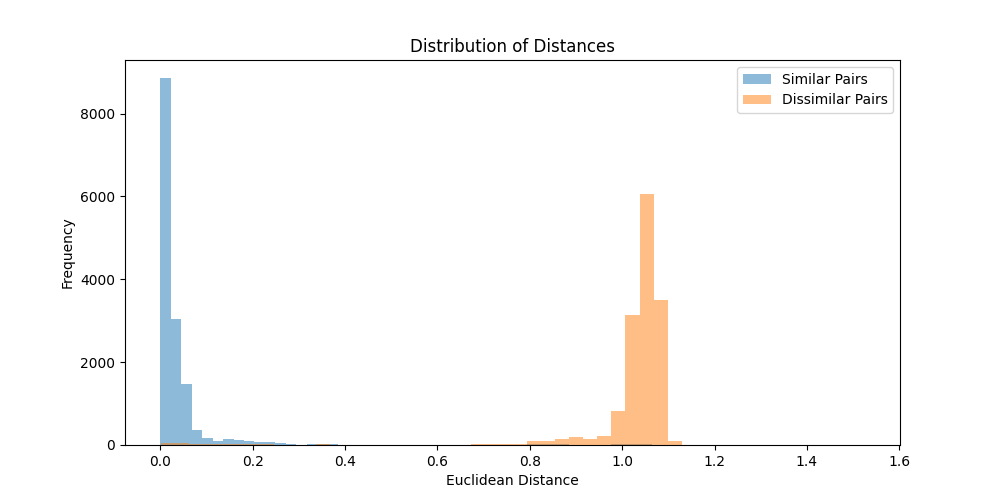 Distribution of Distances
Similar Pairs
Dissimilar Pairs
Frequency
8000
6000
4000
2000
0
0.0 0.2 0.4 0.6 0.8 1.0 1.2 1.4 1.6
Euclidean Distance